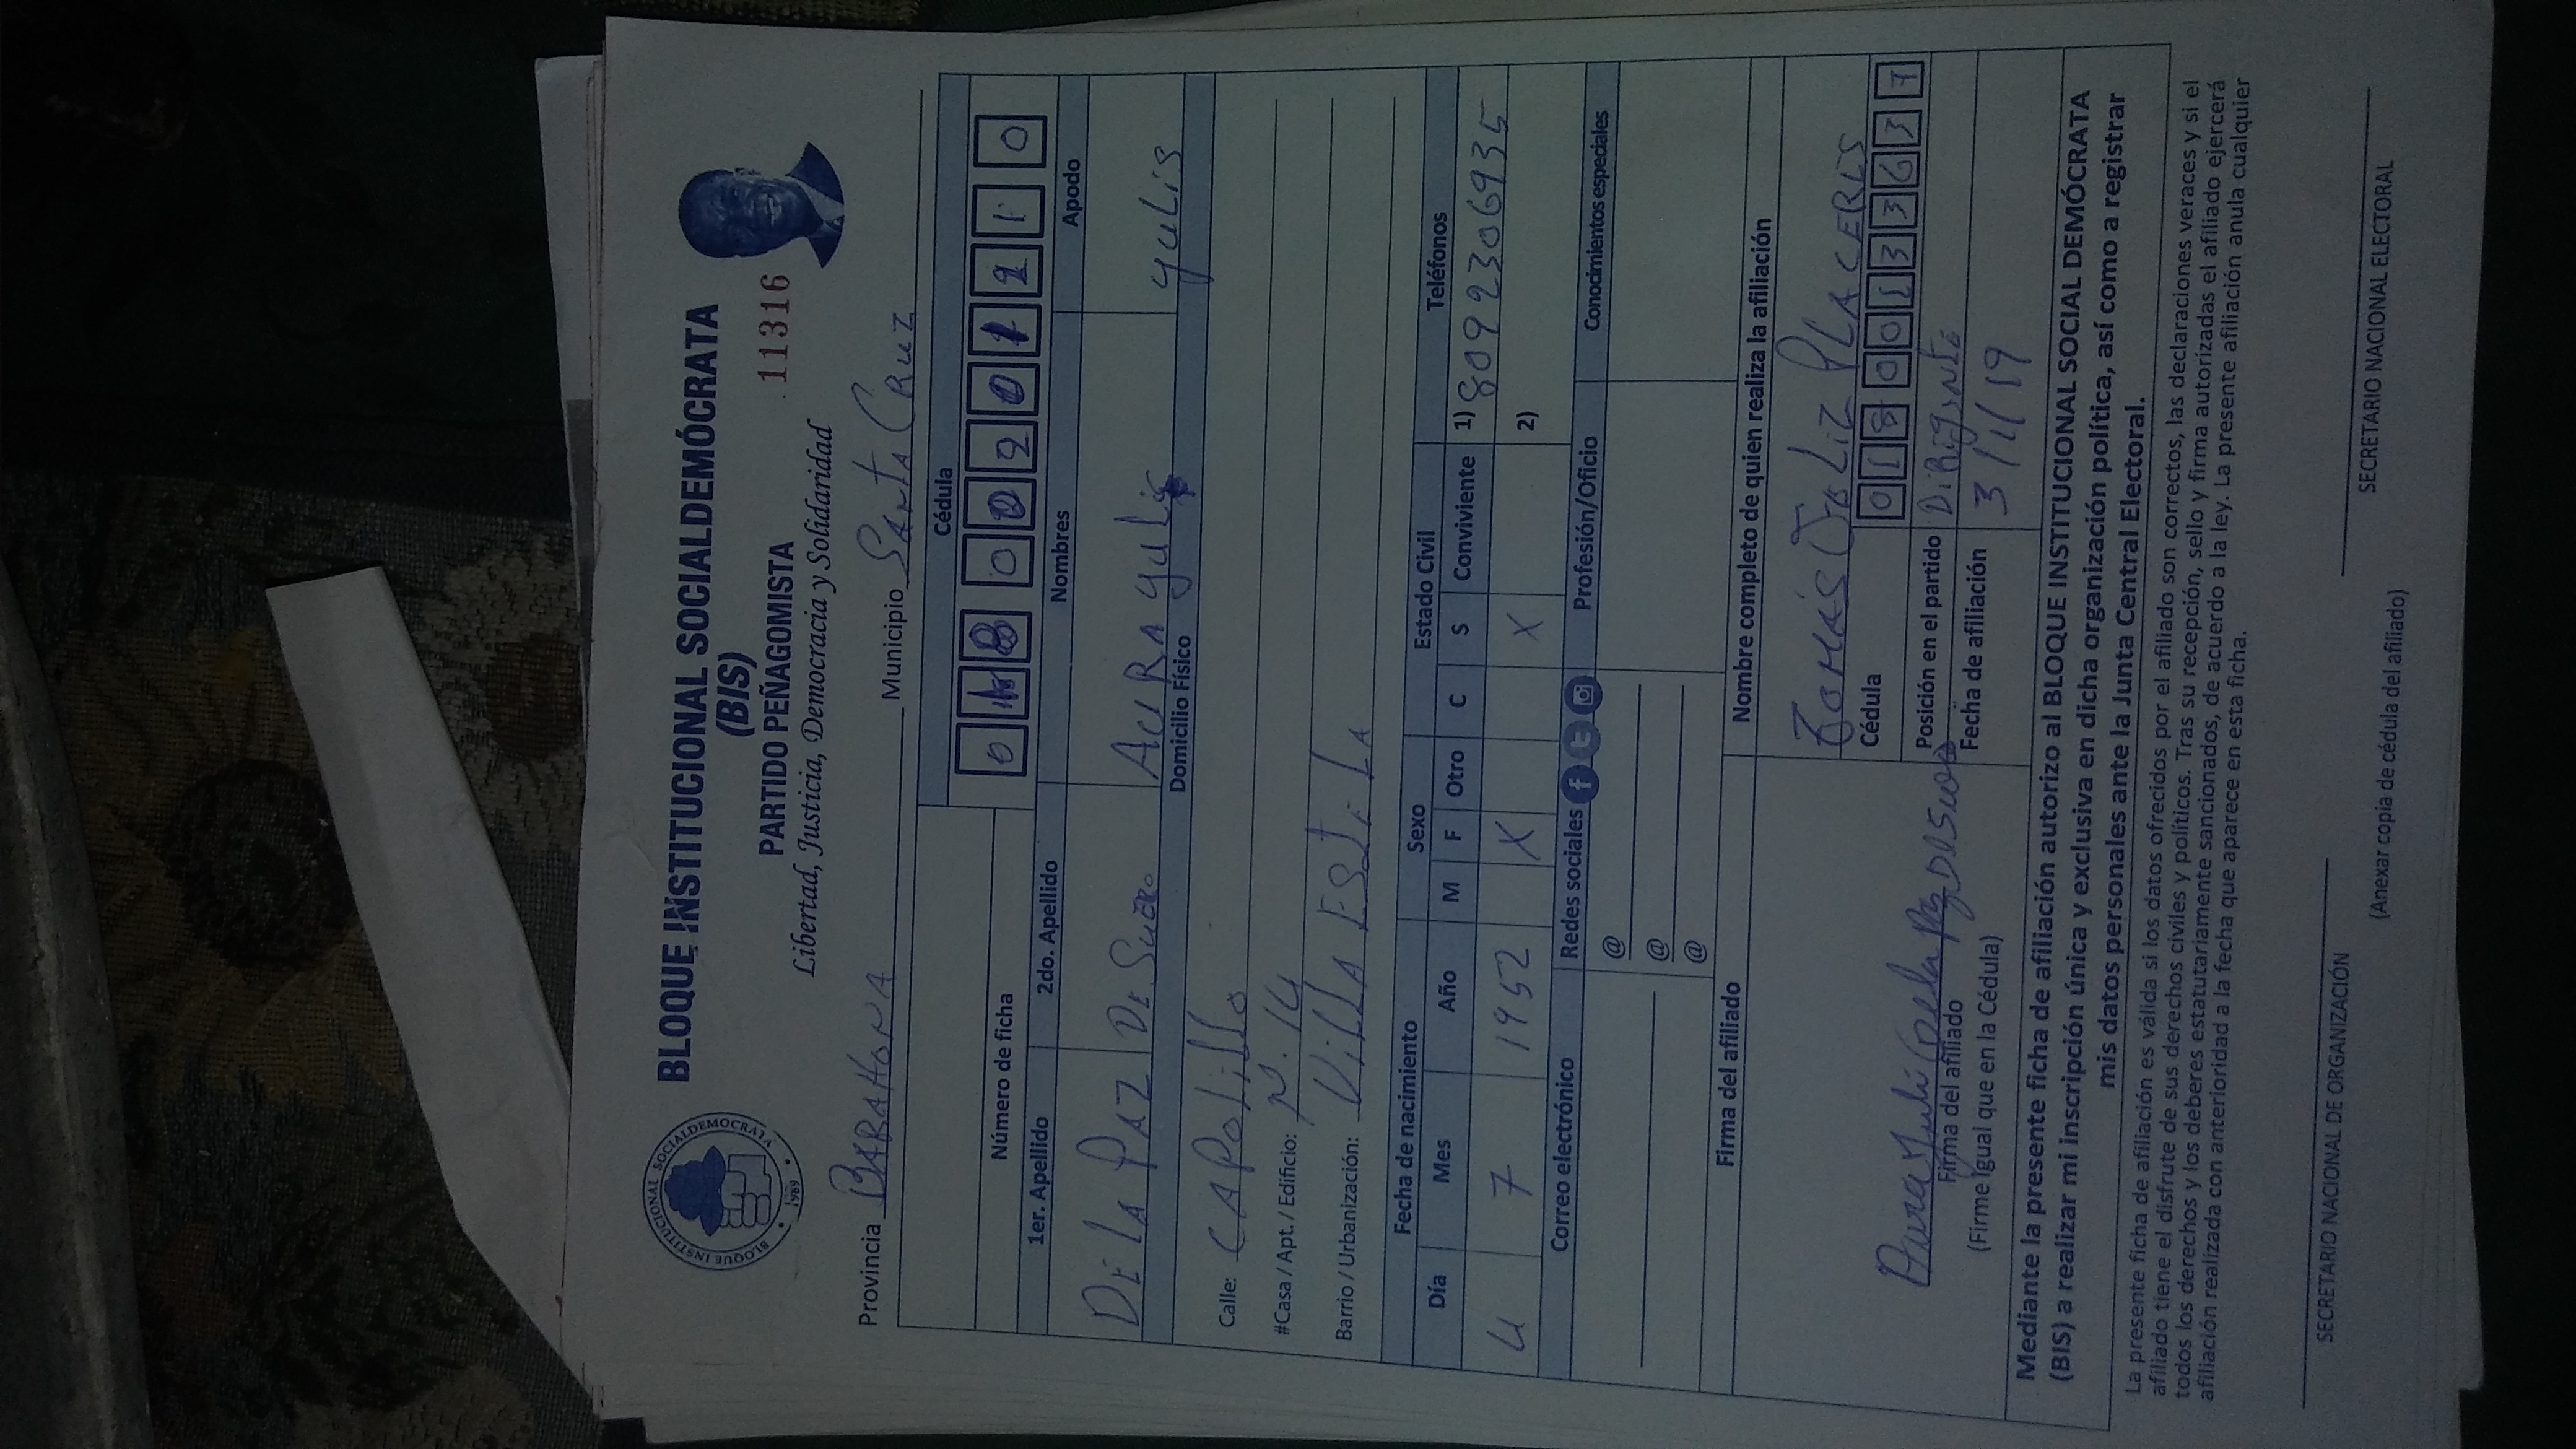 BLOQUE INSTITUCIONAL SOCIALDEMÓCRATA
(BIS)
PARTIDO PEÑAGOMISTA
11316
Libertad, Justicia, Democracia y Solidaridad
BLOQUE INSTITUCIONAL SOCIALDEMOCRATA
1989
Provincia BARAHONA Municipio SANTA CRUZ
Cédula
Número de ficha
1er. Apellido 2do. Apellido Nombres Apodo
DE LA PAZ DE SUERO AURA YULIS YULIS
Domicilio Físico
Calle: CAPOTILLO
#Casa / Apt. / Edificio: N. 14
Barrio / Urbanización: VILLA ESTELA
Fecha de nacimiento Sexo Estado Civil Teléfonos
Día Mes Año M F Otro C S Conviviente 1) 8092306935
4 7 1952 X X 2)
Correo electrónico Redes sociales Profesión/Oficio Conocimientos especiales
@
@
@
Firma del afiliado Nombre completo de quien realiza la afiliación
TOMÁS PLACERES
Cédula 01800133637
Posición en el partido Dirigente
Firma del afiliado
Fecha de afiliación 3/11/19
(Firme Igual que en la Cédula)
Mediante la presente ficha de afiliación autorizo al BLOQUE INSTITUCIONAL SOCIAL DEMÓCRATA
(BIS) a realizar mi inscripción única y exclusiva en dicha organización política, así como a registrar
mis datos personales ante la Junta Central Electoral.
La presente ficha de afiliación es válida si los datos ofrecidos por el afiliado son correctos, las declaraciones veraces y si el
afiliado tiene el disfrute de sus derechos civiles y políticos. Tras su recepción, sello y firma autorizadas el afiliado ejercerá
todos los derechos y los deberes estatutariamente sancionados, de acuerdo a la ley. La presente afiliación anula cualquier
afiliación realizada con anterioridad a la fecha que aparece en esta ficha.
SECRETARIO NACIONAL DE ORGANIZACIÓN SECRETARIO NACIONAL ELECTORAL
(Anexar copia de cédula del afiliado)